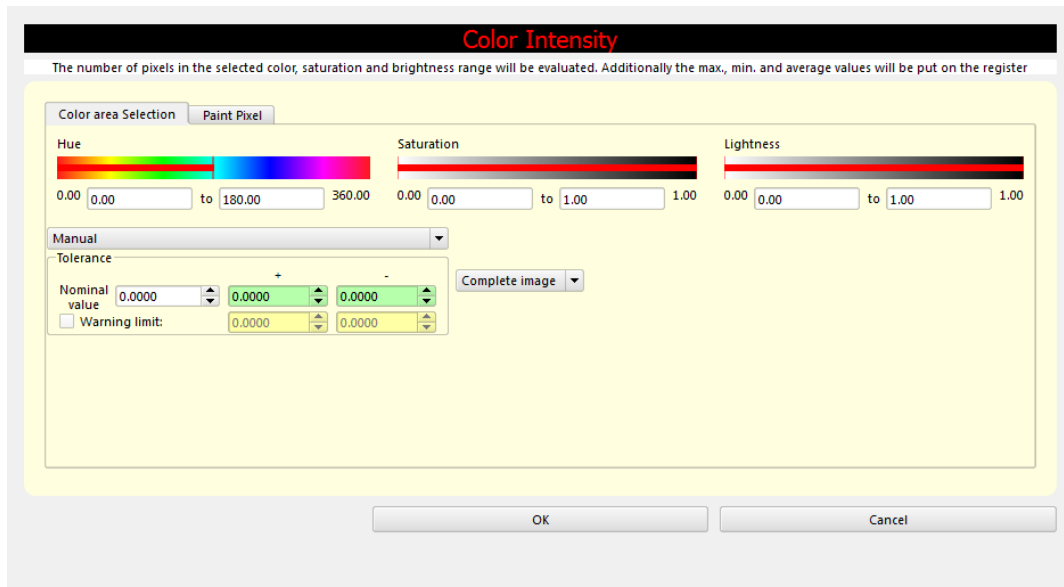 Color Intensity
The number of pixels in the selected color, saturation and brightness range will be evaluated. Additionally the max., min. and average values will be put on the register
Color area Selection Paint Pixel
Hue Saturation Lightness
0.00 0.00 to 180.00 360.00 0.00 0.00 to 1.00 1.00 0.00 0.00 to 1.00 1.00
Manual
Tolerance
+ -
Complete image
Nominal value 0.0000 0.0000 0.0000
Warning limit: 0.0000 0.0000
OK Cancel